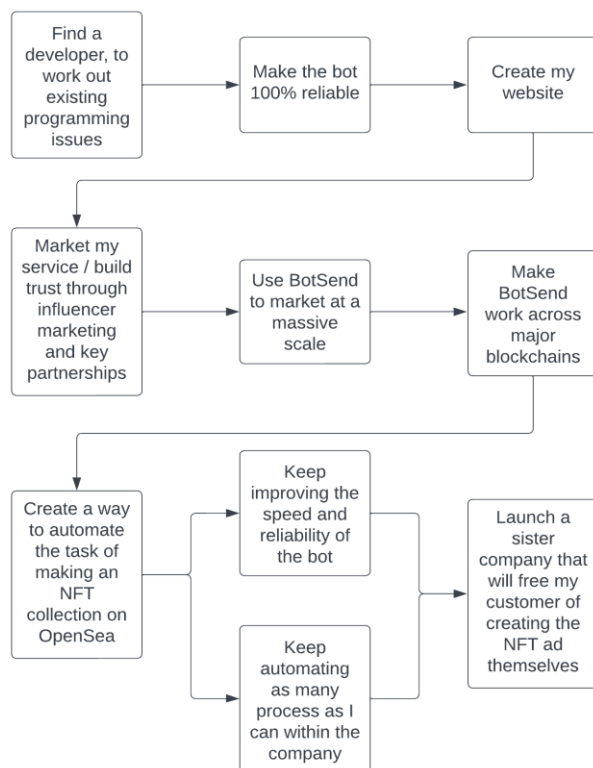 Find a
developer, to
work out
existing
programming
issues
Make the bot
100% reliable
Create my
website
Market my
service / build
trust through
influencer
marketing
and key
partnerships
Use BotSend
to market at a
massive
scale
Make
BotSend
work across
major
blockchains
Create a way
to automate
the task of
making an
NFT
collection on
OpenSea
Keep
improving the
speed and
reliability of
the bot
Keep
automating
as many
process as I
can within the
company
Launch a
sister
company that
will free my
customer of
creating the
NFT ad
themselves